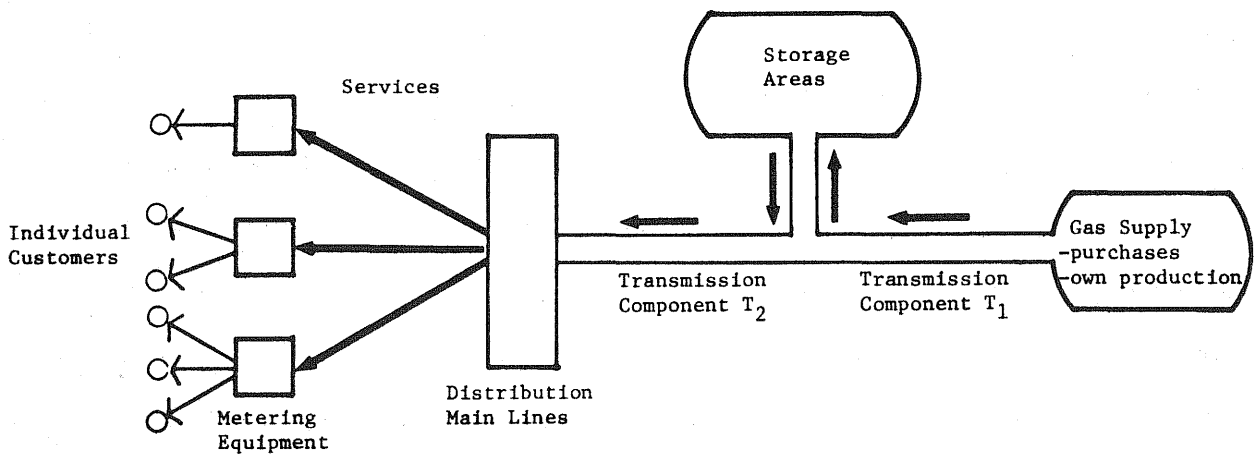 Storage
Areas
Services
Individual
Customers
Gas Supply
-purchases
-own production
Transmission
Component T2
Transmission
Component T1
Distribution
Main Lines
Metering
Equipment